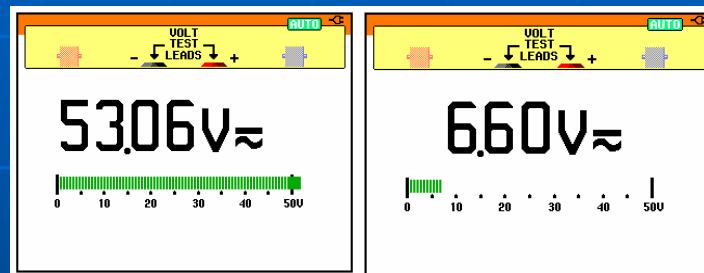 AUTO
VOLT
TEST
LEADS
- +
53.06V
0 10 20 30 40 50V
AUTO
VOLT
TEST
LEADS
- +
6.60V
0 10 20 30 40 50V